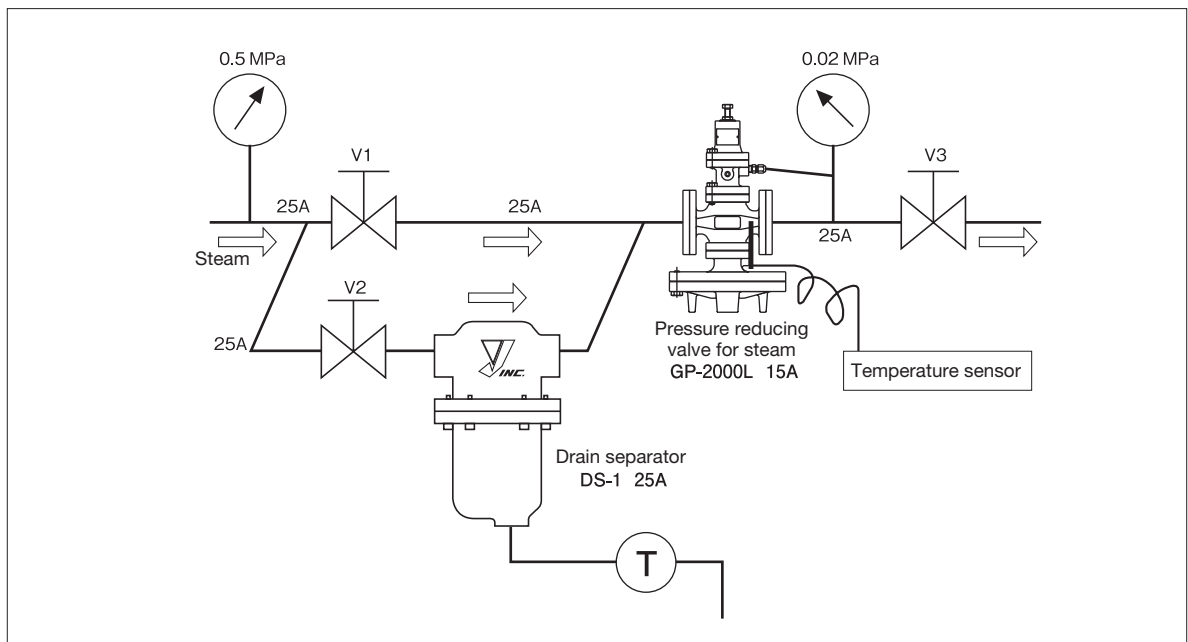 0.5 MPa
0.02 MPa
V1
V3
25A
25A
25A
Steam
V2
25A
INC.
Pressure reducing
valve for steam
GP-2000L 15A
Temperature sensor
Drain separator
DS-1 25A
T